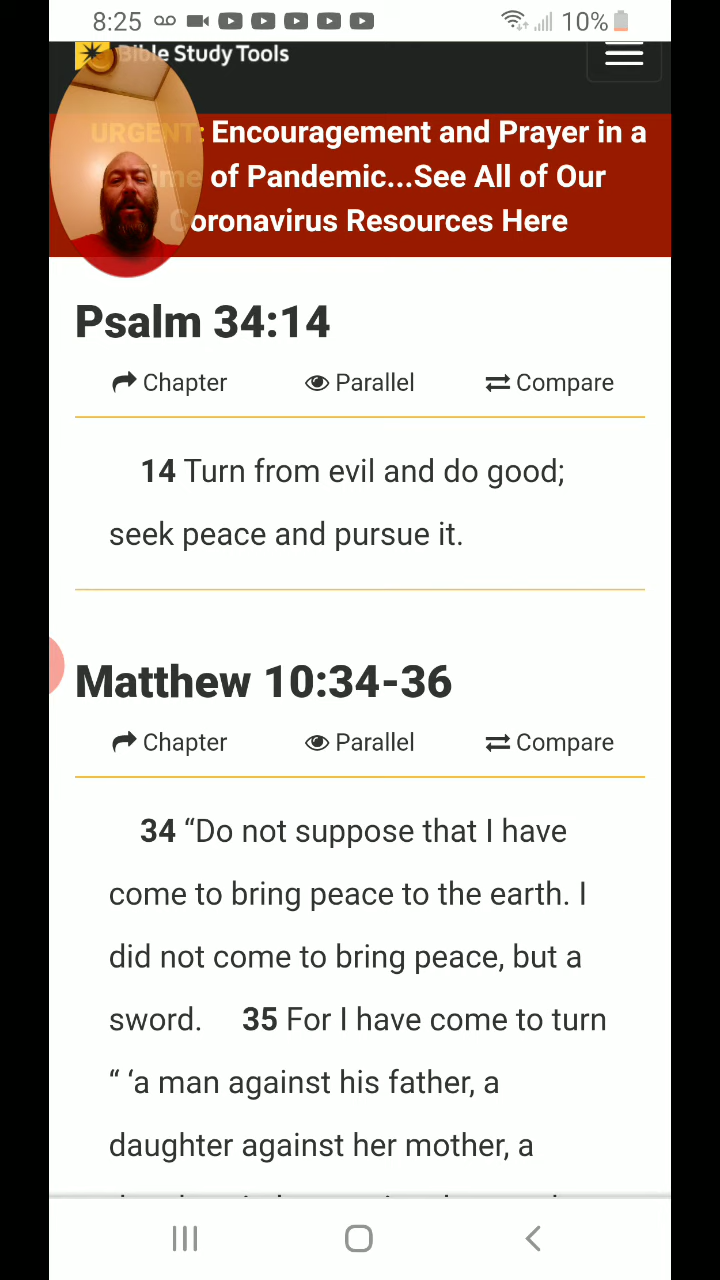 8:25 10%
ble Study Tools
URGENT: Encouragement and Prayer in a
ime of Pandemic...See All of Our
Coronavirus Resources Here
Psalm 34:14
Chapter Parallel Compare
14 Turn from evil and do good;
seek peace and pursue it.
Matthew 10:34-36
Chapter Parallel Compare
34 “Do not suppose that I have
come to bring peace to the earth. I
did not come to bring peace, but a
sword. 35 For I have come to turn
“ ‘a man against his father, a
daughter against her mother, a